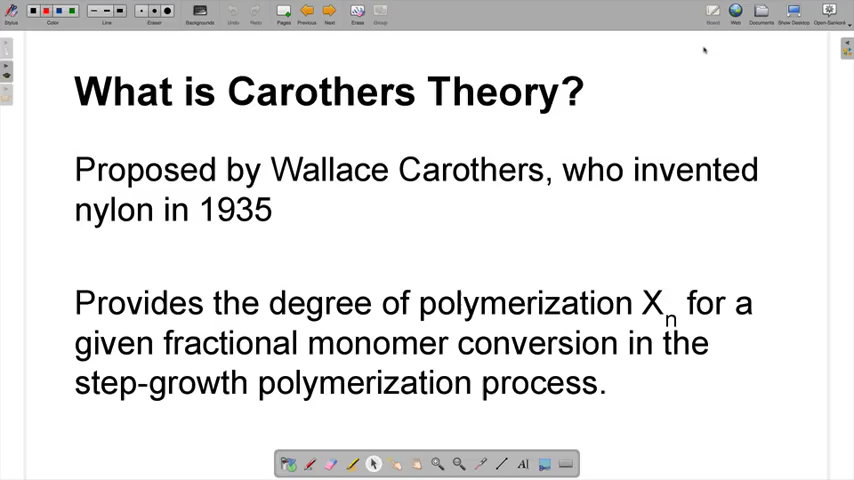 Stylus
Color
Line
Eraser
Backgrounds
Undo
Redo
Pages
Previous
Next
Erase
Group
Board
Web
Documents
Show Desktop
Open-Sankoré
What is Carothers Theory?
Proposed by Wallace Carothers, who invented
nylon in 1935
Provides the degree of polymerization Xn for a
given fractional monomer conversion in the
step-growth polymerization process.
AI